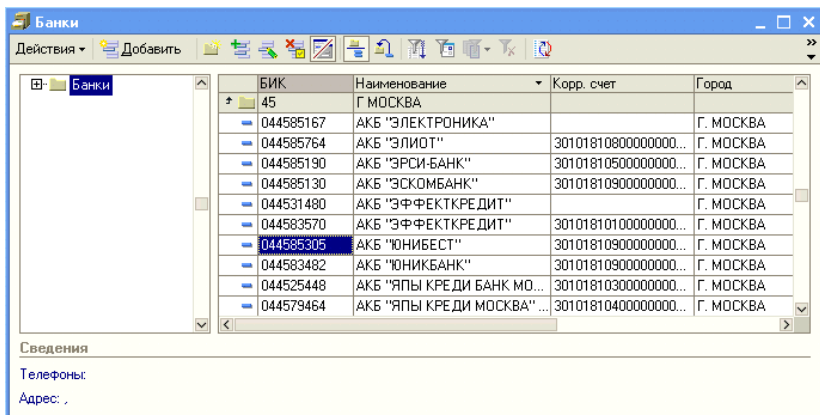 Банки
Действия Добавить
Банки
БИК Наименование Корр. счет Город
45 Г МОСКВА
044585167 АКБ "ЭЛЕКТРОНИКА" Г. МОСКВА
044585764 АКБ "ЭЛИОТ" 30101810800000000... Г. МОСКВА
044585190 АКБ "ЭРСИ-БАНК" 30101810500000000... Г. МОСКВА
044585130 АКБ "ЭСКОМБАНК" 30101810900000000... Г. МОСКВА
044531480 АКБ "ЭФФЕКТКРЕДИТ" Г. МОСКВА
044583570 АКБ "ЭФФЕКТКРЕДИТ" 30101810100000000... Г. МОСКВА
044585305 АКБ "ЮНИБЕСТ" 30101810900000000... Г. МОСКВА
044583482 АКБ "ЮНИКБАНК" 30101810900000000... Г. МОСКВА
044525448 АКБ "ЯПЫ КРЕДИ БАНК МО... 30101810300000000... Г. МОСКВА
044579464 АКБ "ЯПЫ КРЕДИ МОСКВА" ... 30101810400000000... Г. МОСКВА
Сведения
Телефоны:
Адрес: ,